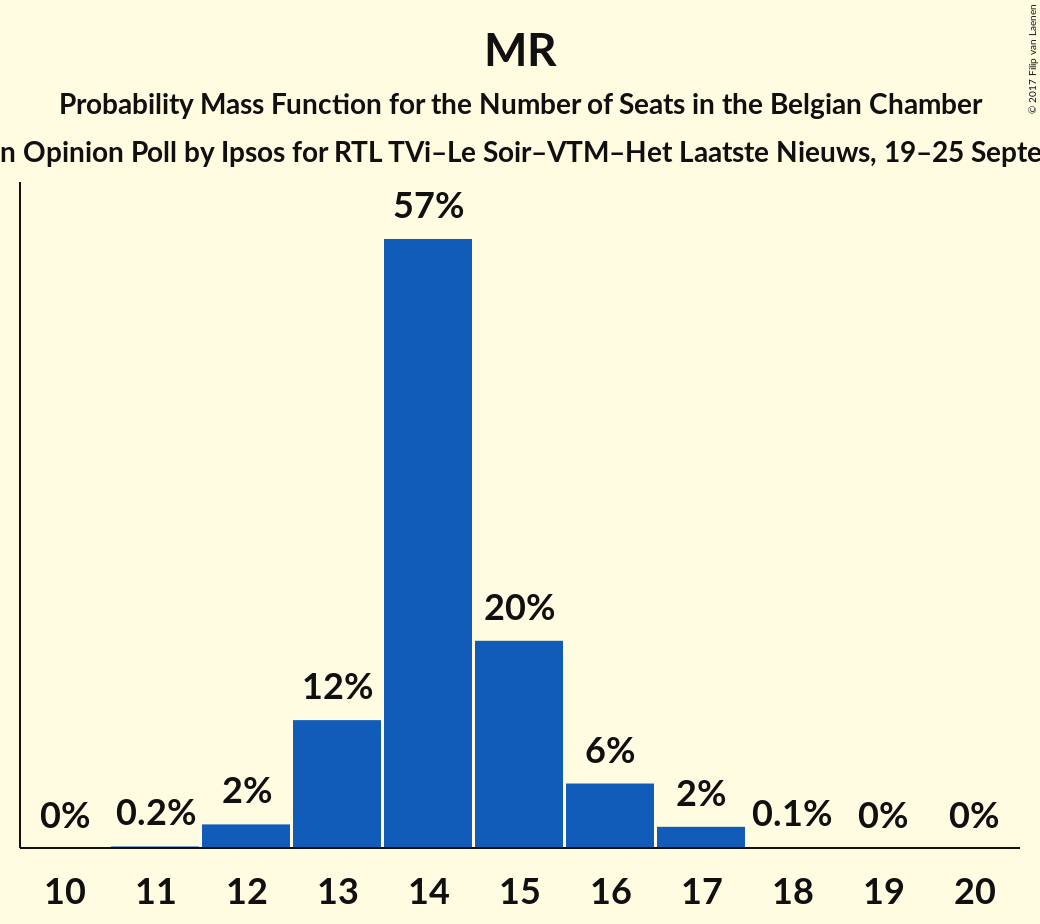 MR
Probability Mass Function for the Number of Seats in the Belgian Chamber
n Opinion Poll by Ipsos for RTL TVi–Le Soir–VTM–Het Laatste Nieuws, 19–25 Septe
© 2017 Filip van Laenen
57%
20%
12%
6%
2%
2%
0%
0.2%
0.1%
0%
0%
10 11 12 13 14 15 16 17 18 19 20